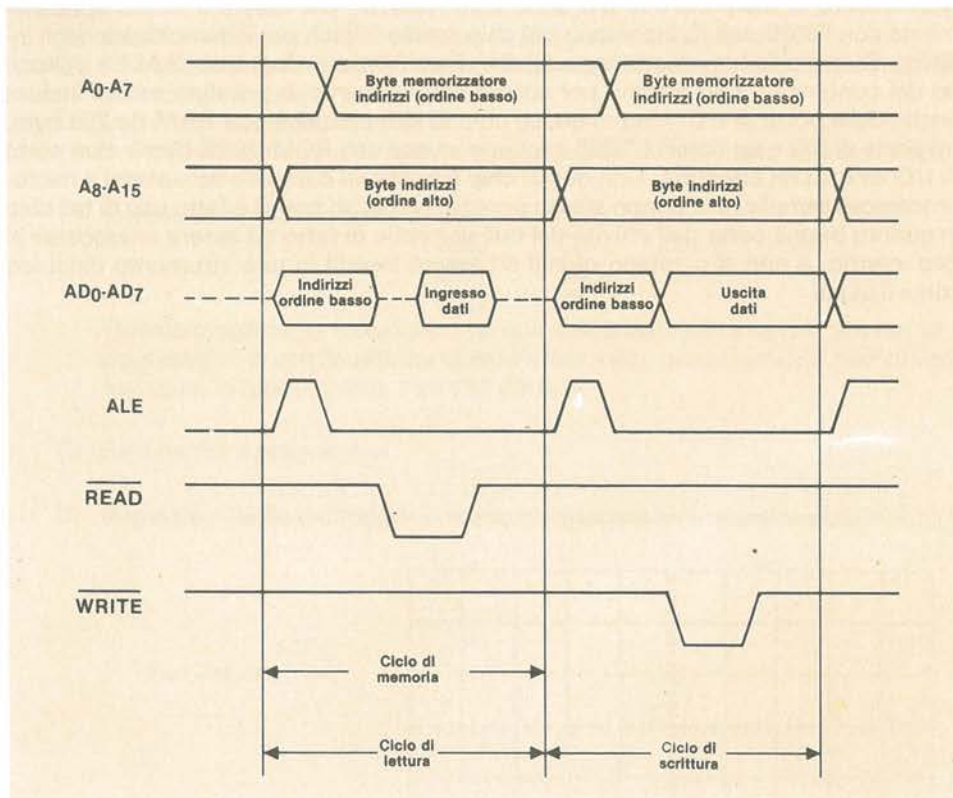 A0-A7
Byte memorizzatore
indirizzi (ordine basso)
Byte memorizzatore
indirizzi (ordine basso)
A8-A15
Byte indirizzi
(ordine alto)
Byte indirizzi
(ordine alto)
AD0-AD7
Indirizzi
ordine basso
Ingresso
dati
Indirizzi
ordine basso
Uscita
dati
ALE
READ
WRITE
Ciclo di
memoria
Ciclo di
lettura
Ciclo di
scrittura